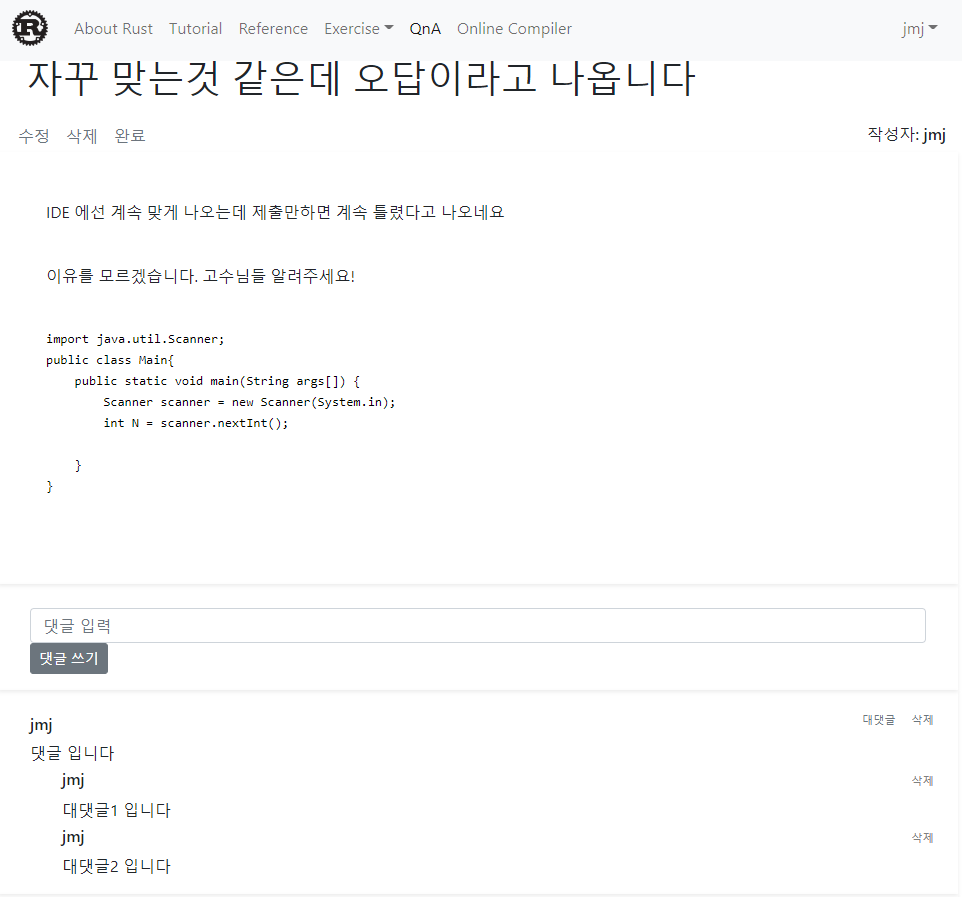 R
About Rust Tutorial Reference Exercise QnA Online Compiler jmj
자꾸 맞는것 같은데 오답이라고 나옵니다
수정 삭제 완료 작성자: jmj
IDE 에선 계속 맞게 나오는데 제출만하면 계속 틀렸다고 나오네요
이유를 모르겠습니다. 고수님들 알려주세요!
import java.util.Scanner;
public class Main{
    public static void main(String args[]) {
        Scanner scanner = new Scanner(System.in);
        int N = scanner.nextInt();
    }
}
댓글 입력
댓글 쓰기
jmj 대댓글 삭제
댓글 입니다
jmj 삭제
대댓글1 입니다
jmj 삭제
대댓글2 입니다